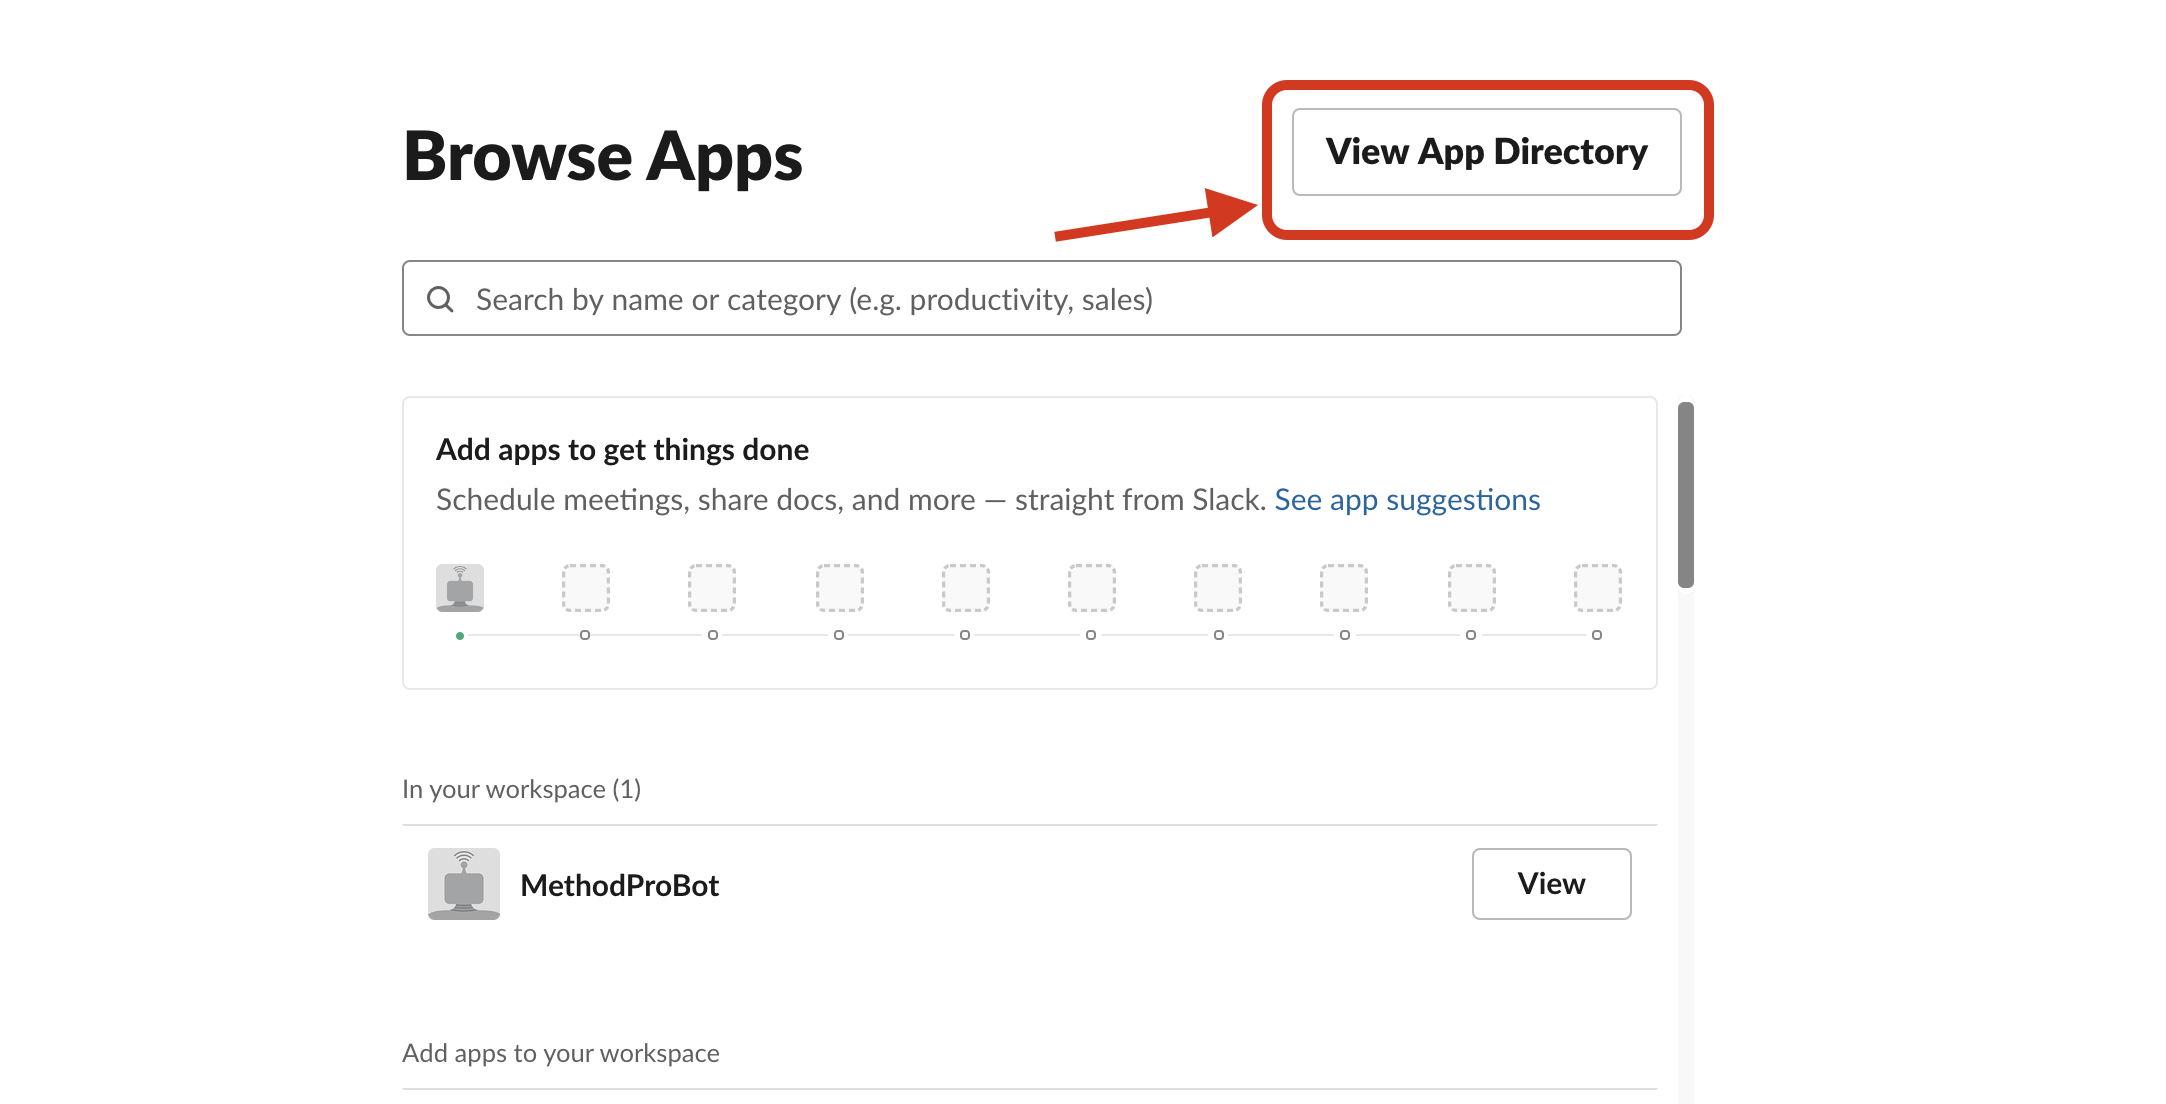 Browse Apps
View App Directory
Search by name or category (e.g. productivity, sales)
Add apps to get things done
Schedule meetings, share docs, and more — straight from Slack. See app suggestions
In your workspace (1)
MethodProBot
View
Add apps to your workspace